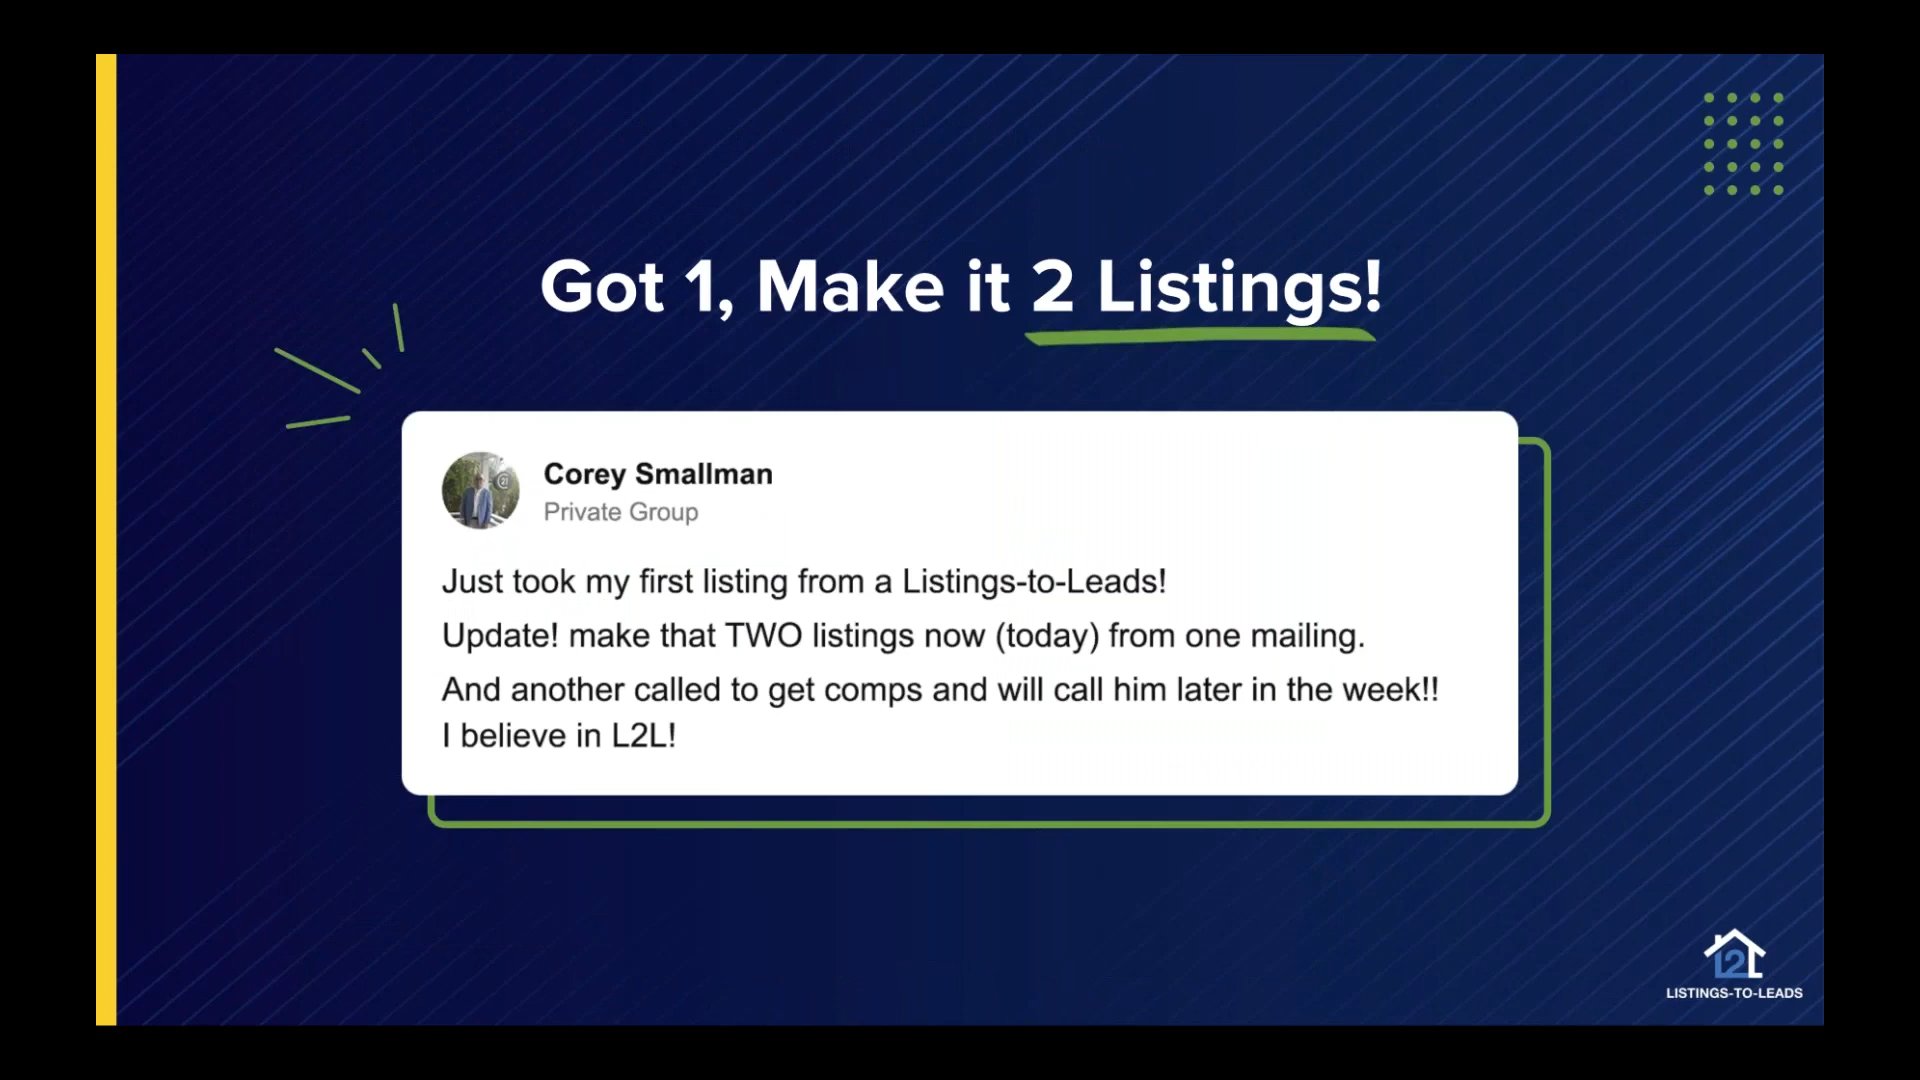 Got 1, Make it 2 Listings!
Corey Smallman
Private Group
Just took my first listing from a Listings-to-Leads!
Update! make that TWO listings now (today) from one mailing.
And another called to get comps and will call him later in the week!!
I believe in L2L!
L2L
LISTINGS-TO-LEADS